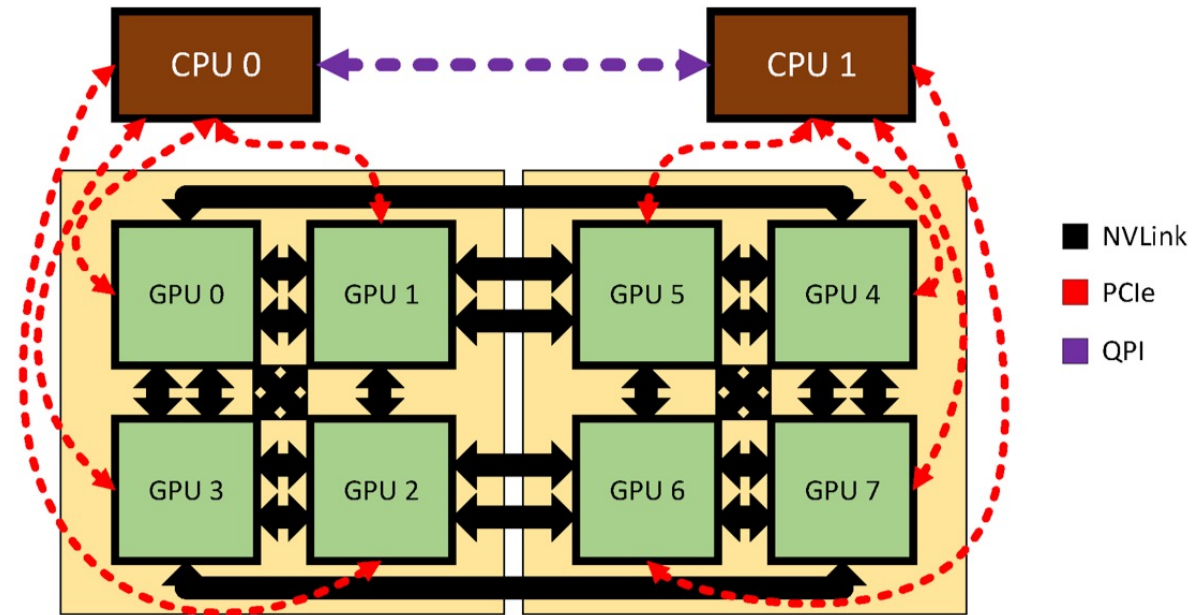 CPU 0
CPU 1
GPU 0
GPU 1
GPU 5
GPU 4
GPU 3
GPU 2
GPU 6
GPU 7
NVLink
PCIe
QPI